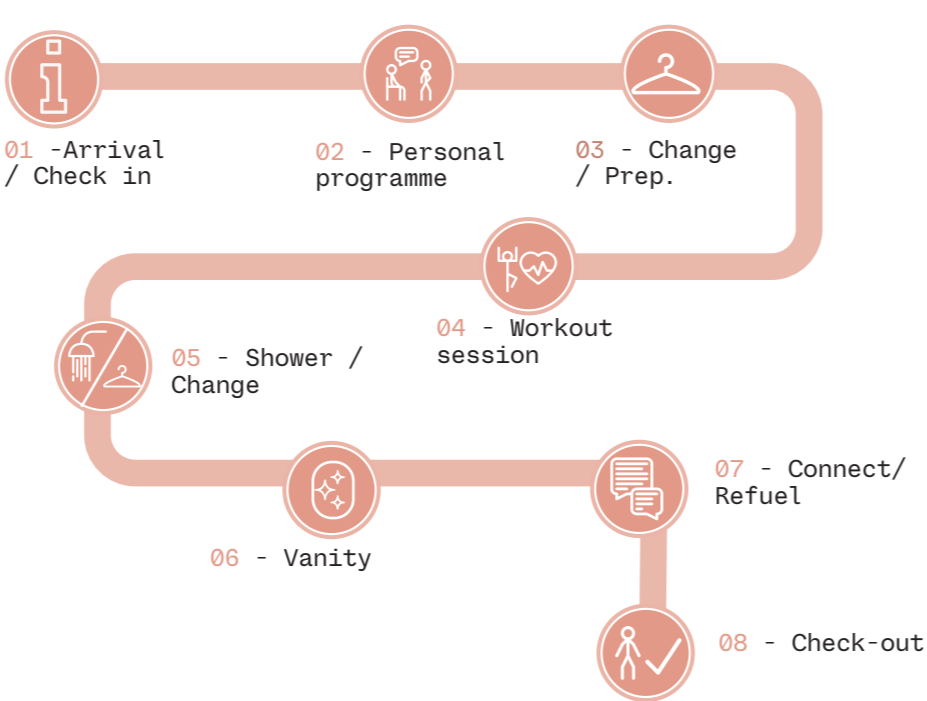 01 -Arrival
/ Check in
02 - Personal
programme
03 - Change
/ Prep.
04 - Workout
session
05 - Shower /
Change
06 - Vanity
07 - Connect/
Refuel
08 - Check-out